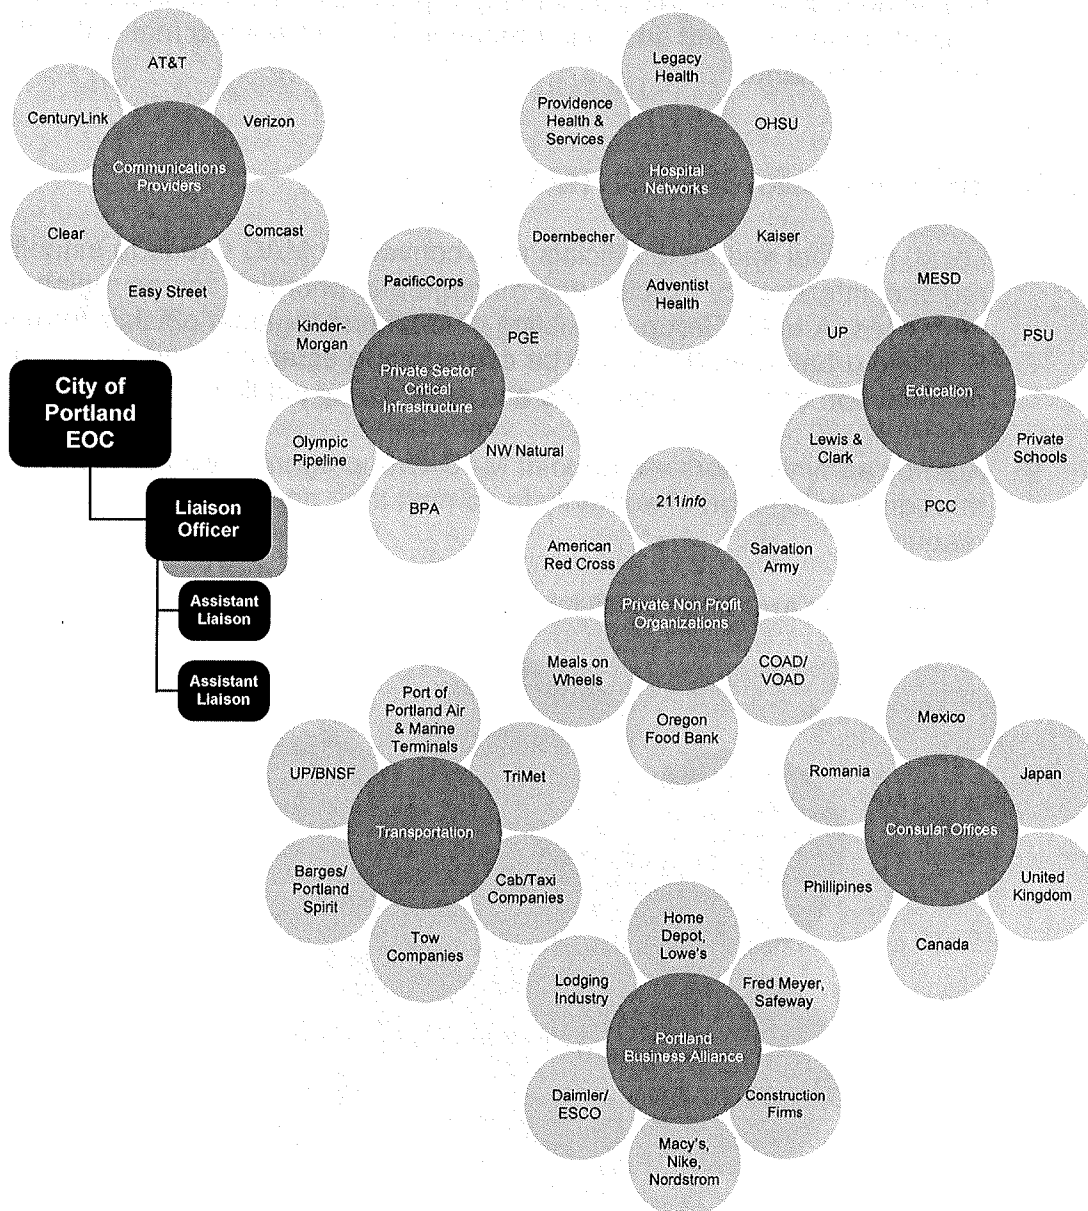 AT&T
CenturyLink
Verizon
Communications
Providers
Clear
Comcast
Easy Street
Legacy
Health
Providence
Health &
Services
OHSU
Hospital
Networks
Doernbecher
Kaiser
Adventist
Health
PacificCorps
Kinder-
Morgan
PGE
Private Sector
Critical
Infrastructure
Olympic
Pipeline
NW Natural
BPA
MESD
UP
PSU
Education
Lewis &
Clark
Private
Schools
PCC
City of
Portland
EOC
Liaison
Officer
Assistant
Liaison
Assistant
Liaison
211info
American
Red Cross
Salvation
Army
Private Non Profit
Organizations
Meals on
Wheels
COAD/
VOAD
Oregon
Food Bank
Port of
Portland Air
& Marine
Terminals
UP/BNSF
TriMet
Transportation
Barges/
Portland
Spirit
Cab/Taxi
Companies
Tow
Companies
Mexico
Romania
Japan
Consular Offices
Phillipines
United
Kingdom
Canada
Home
Depot,
Lowe's
Lodging
Industry
Fred Meyer,
Safeway
Portland
Business Alliance
Daimler/
ESCO
Construction
Firms
Macy's,
Nike,
Nordstrom